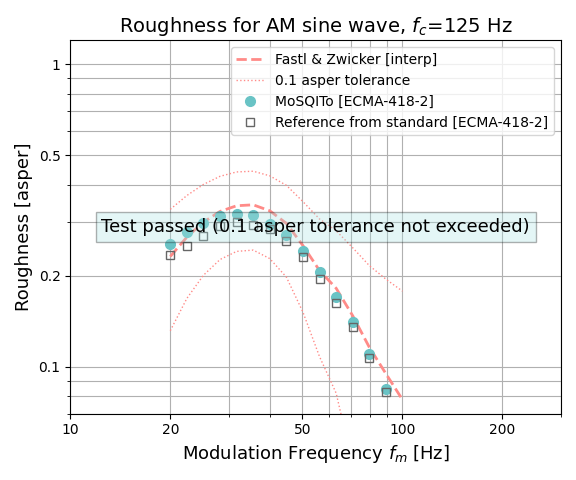 Roughness for AM sine wave, f_c=125 Hz
Fastl & Zwicker [interp]
0.1 asper tolerance
MoSQITo [ECMA-418-2]
Reference from standard [ECMA-418-2]
Test passed (0.1 asper tolerance not exceeded)
Roughness [asper]
1
0.5
0.2
0.1
10
20
50
100
200
Modulation Frequency f_m [Hz]